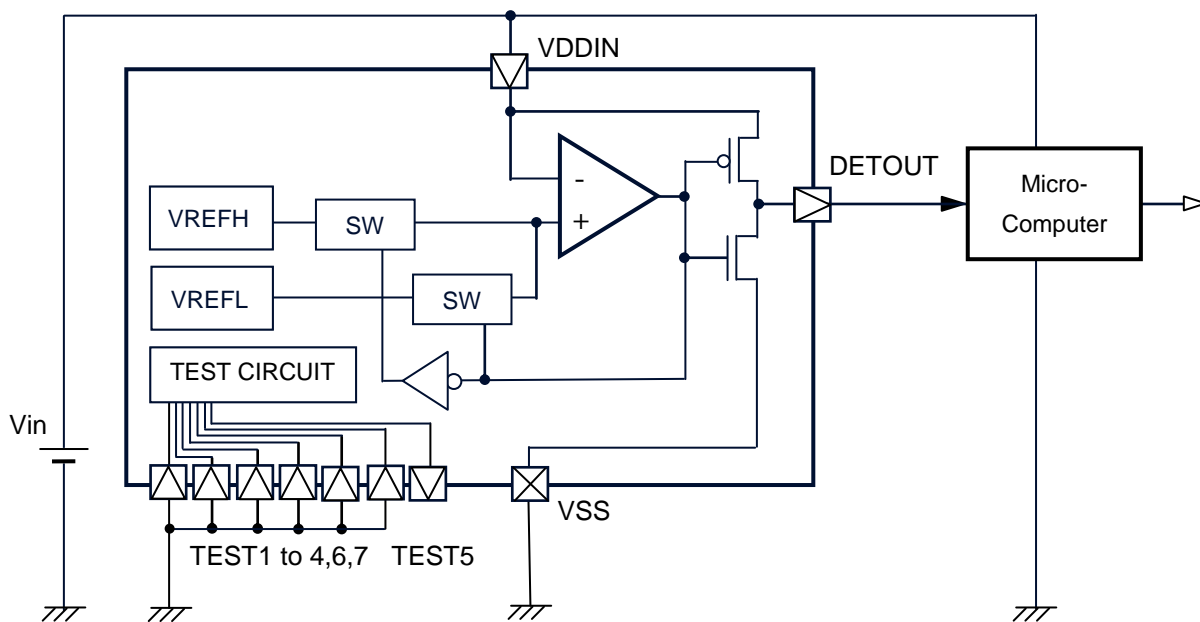 VDDIN
DETOUT
Micro-
Computer
-
+
VREFH
SW
VREFL
SW
TEST CIRCUIT
Vin
VSS
TEST1 to 4,6,7
TEST5